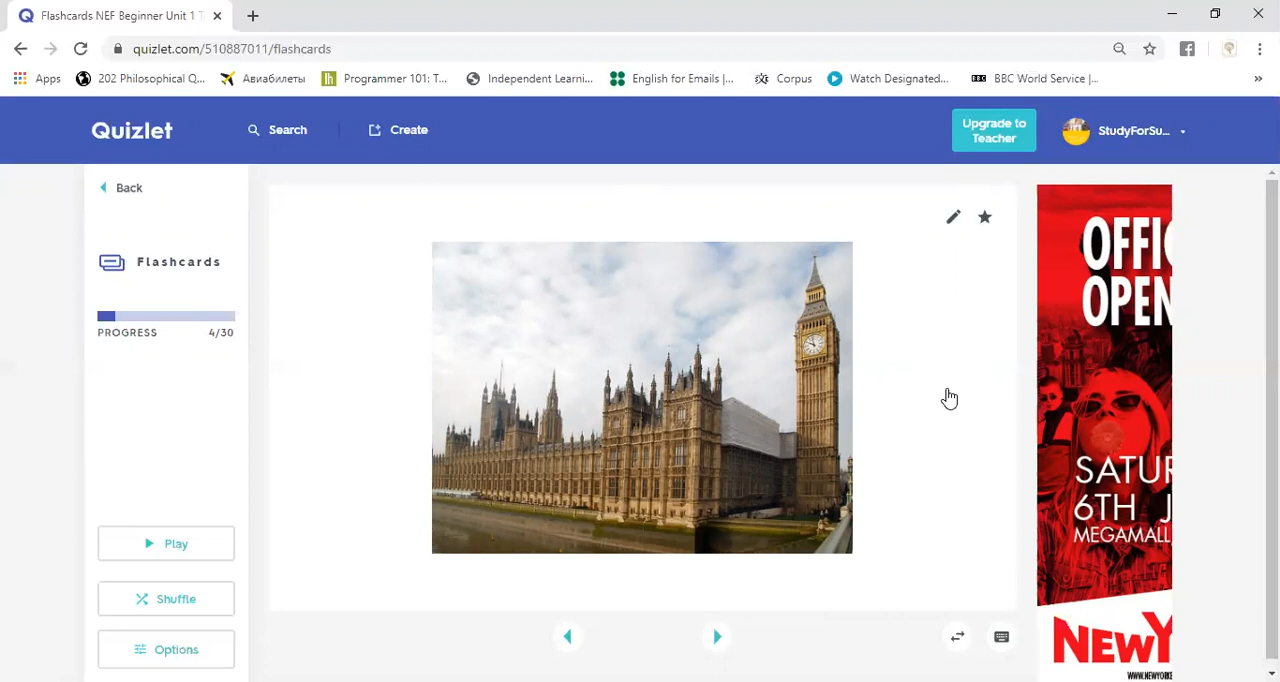 Flashcards NEF Beginner Unit 1 T
quizlet.com/510887011/flashcards
Apps
202 Philosophical Q...
Авиабилеты
Programmer 101: T...
Independent Learni...
English for Emails |...
Corpus
Watch Designated...
BBC World Service |...
Quizlet
Search
Create
Upgrade to
Teacher
StudyForSu...
Back
Flashcards
PROGRESS 4/30
Play
Shuffle
Options
OFFIC
OPEN
SATUR
6TH J
MEGAMALL,
NEWY
WWW.NEWYORKE